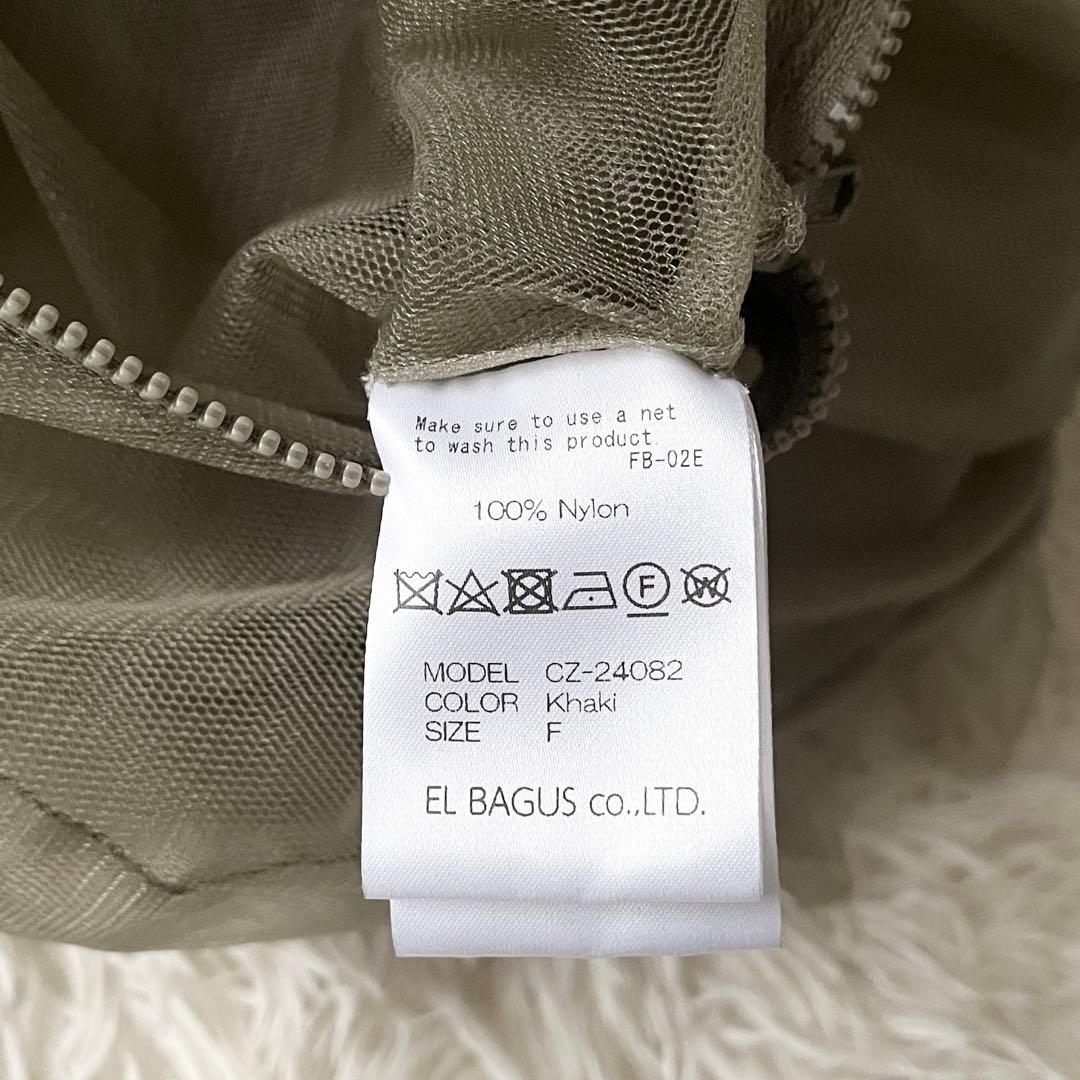 Make sure to use a net
to wash this product.
FB-02E
100% Nylon
F W
MODEL CZ-24082
COLOR Khaki
SIZE F
EL BAGUS co.,LTD.